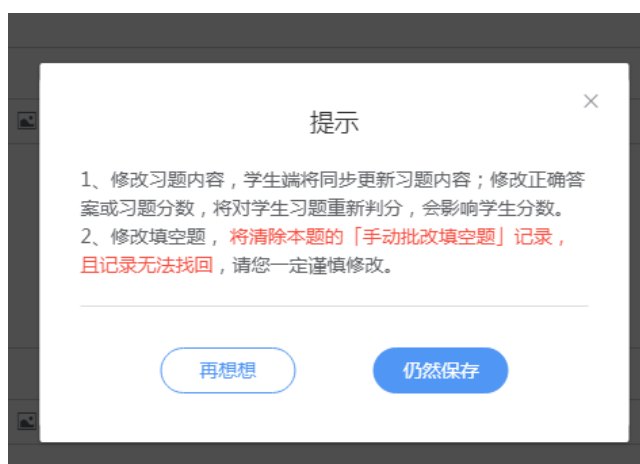 提示
1、修改习题内容，学生端将同步更新习题内容；修改正确答
案或习题分数，将对学生习题重新判分，会影响学生分数。
2、修改填空题，将清除本题的「手动批改填空题」记录，
且记录无法找回，请您一定谨慎修改。
再想想 仍然保存